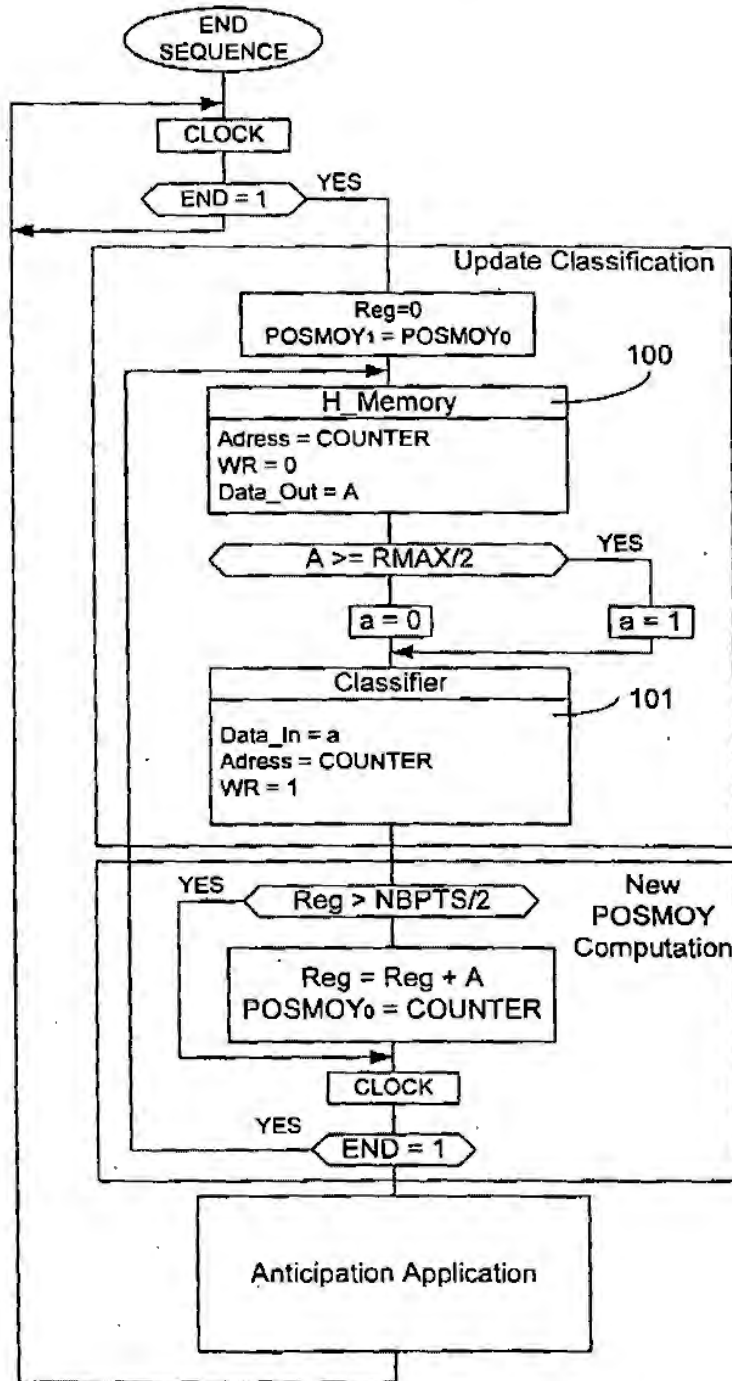 END
SEQUENCE
CLOCK
END = 1
YES
Update Classification
Reg=0
POSMOY₁ = POSMOY₀
100
H_Memory
Adress = COUNTER
WR = 0
Data_Out = A
A >= RMAX/2
YES
a = 0
a = 1
Classifier
101
Data_In = a
Adress = COUNTER
WR = 1
YES
Reg > NBPTS/2
New
POSMOY
Computation
Reg = Reg + A
POSMOY₀ = COUNTER
CLOCK
YES
END = 1
Anticipation Application